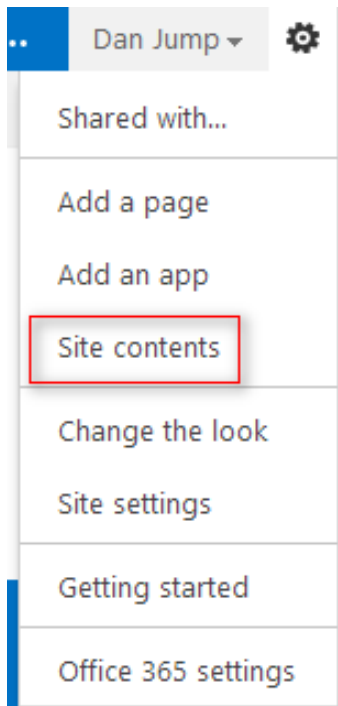 ..
Dan Jump
Shared with...
Add a page
Add an app
Site contents
Change the look
Site settings
Getting started
Office 365 settings